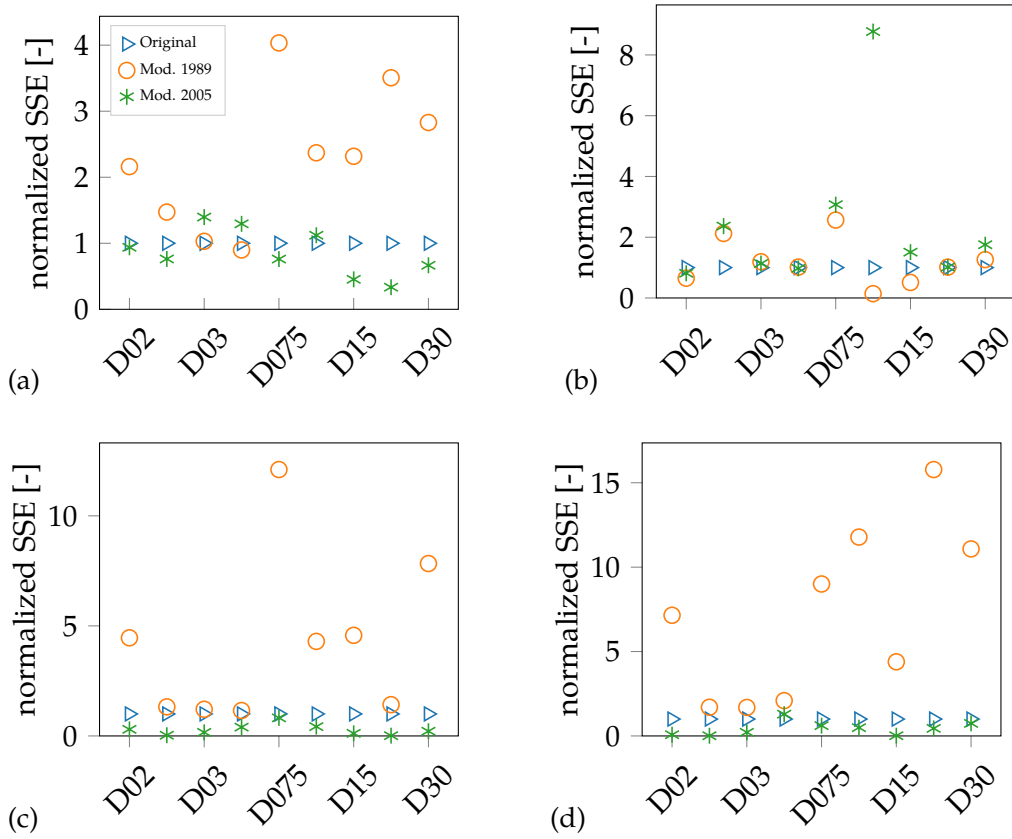 normalized SSE [-]
4
3
2
1
0
Original
Mod. 1989
Mod. 2005
D02
D03
D075
D15
D30
(a)
normalized SSE [-]
8
6
4
2
0
D02
D03
D075
D15
D30
(b)
normalized SSE [-]
10
5
0
D02
D03
D075
D15
D30
(c)
normalized SSE [-]
15
10
5
0
D02
D03
D075
D15
D30
(d)